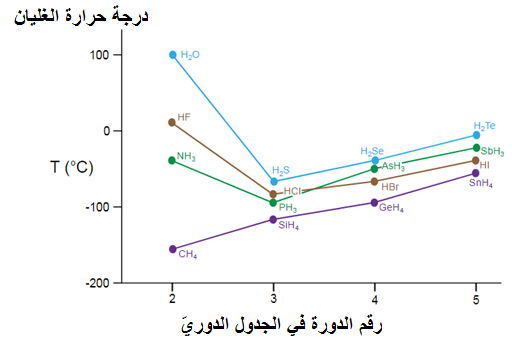 درجة حرارة الغليان
100
0
-100
-200
T (°C)
H₂O
HF
NH₃
CH₄
H₂S
HCl
PH₃
SiH₄
H₂Se
AsH₃
HBr
GeH₄
H₂Te
SbH₃
HI
SnH₄
2 3 4 5
رقم الدورة في الجدول الدوريّ